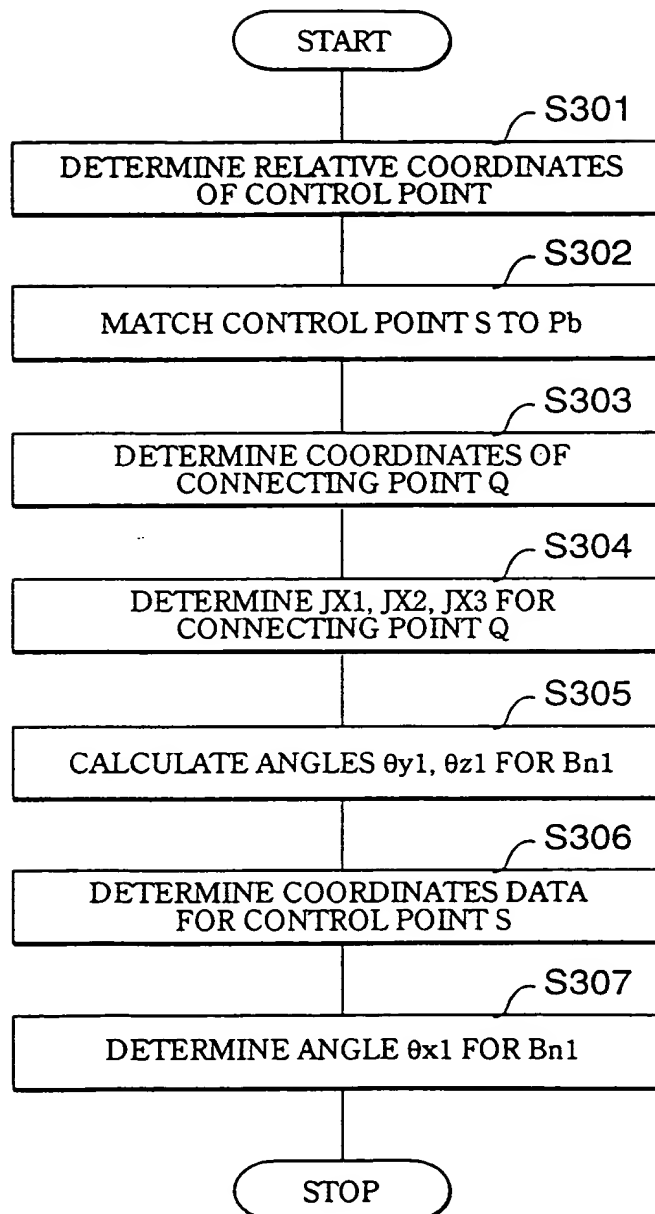 START
S301
DETERMINE RELATIVE COORDINATES
OF CONTROL POINT
S302
MATCH CONTROL POINT S TO Pb
S303
DETERMINE COORDINATES OF
CONNECTING POINT Q
S304
DETERMINE JX1, JX2, JX3 FOR
CONNECTING POINT Q
S305
CALCULATE ANGLES θy1, θz1 FOR Bn1
S306
DETERMINE COORDINATES DATA
FOR CONTROL POINT S
S307
DETERMINE ANGLE θx1 FOR Bn1
STOP